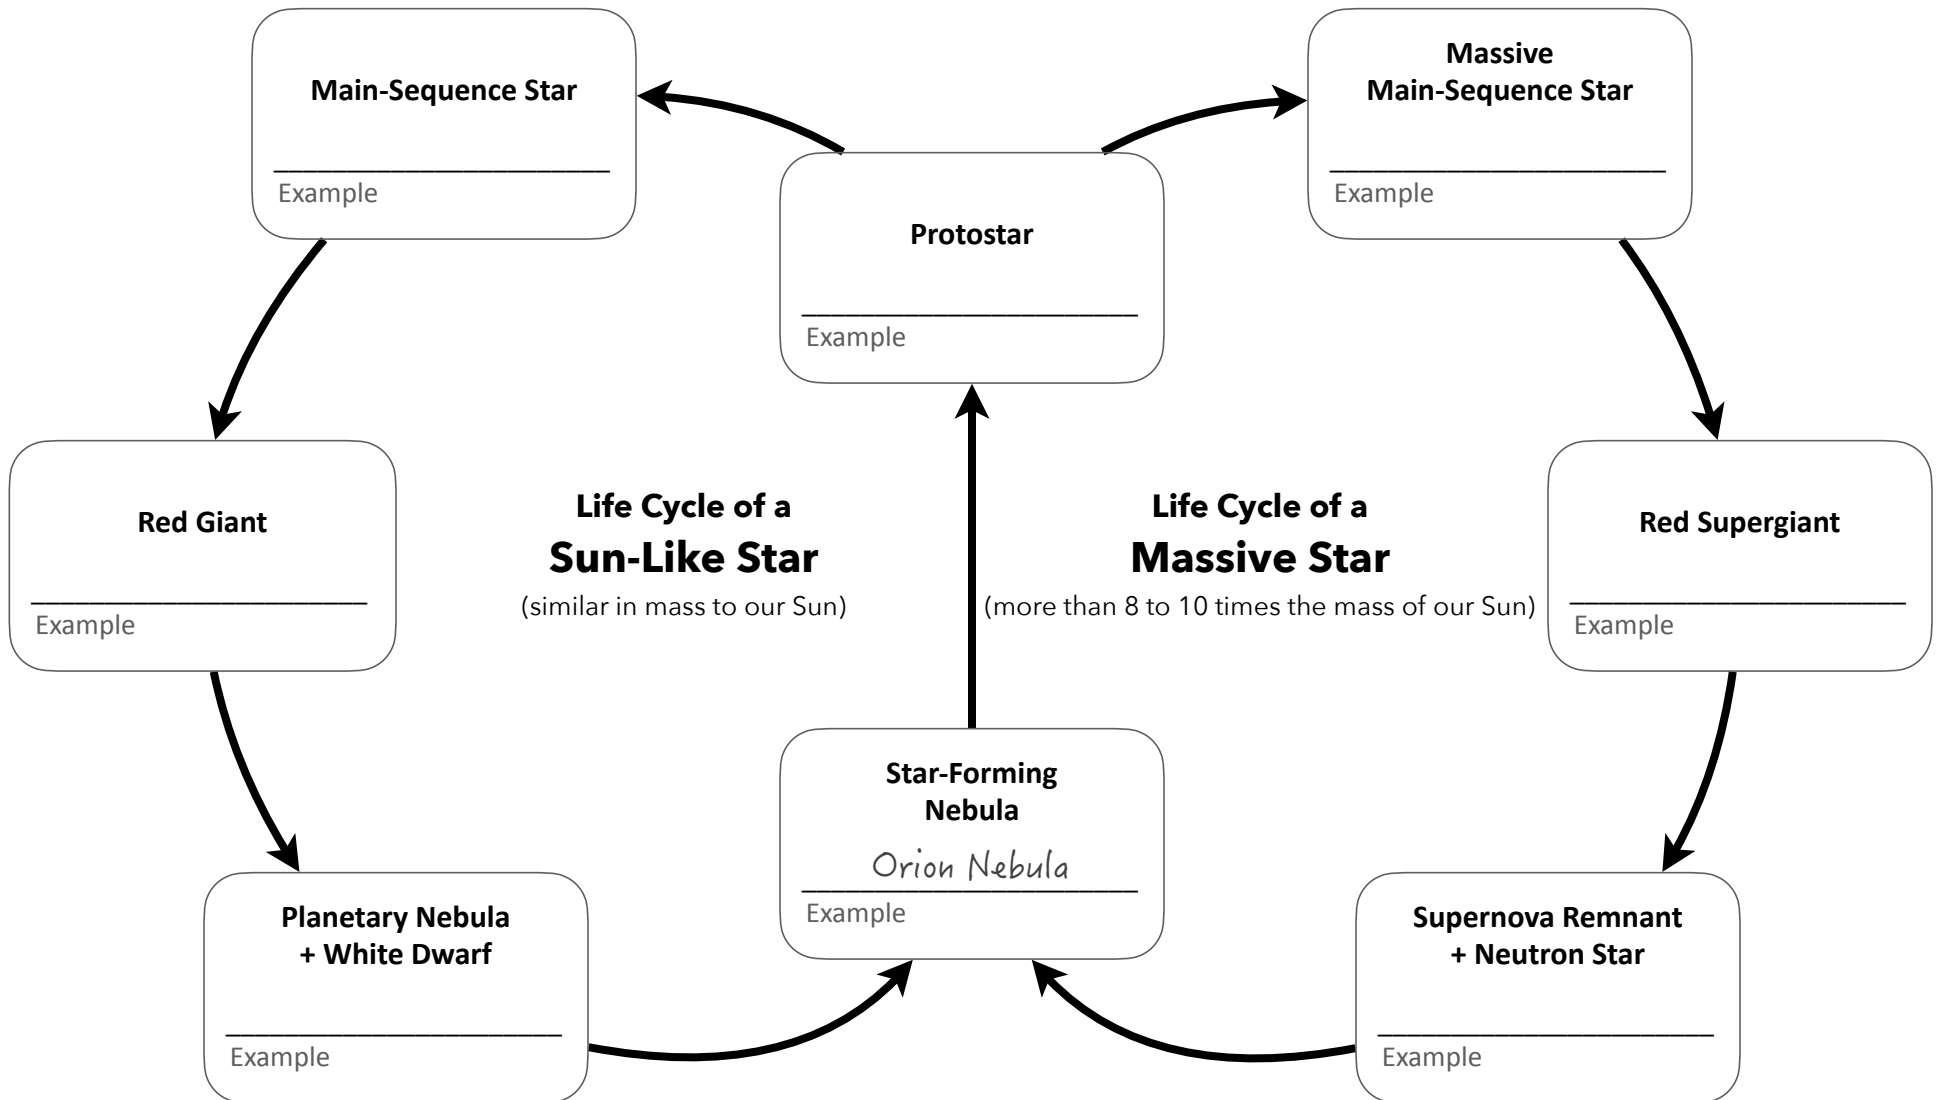 Main-Sequence Star
Example
Massive
Main-Sequence Star
Example
Protostar
Example
Red Giant
Example
Life Cycle of a
Sun-Like Star
(similar in mass to our Sun)
Life Cycle of a
Massive Star
(more than 8 to 10 times the mass of our Sun)
Red Supergiant
Example
Planetary Nebula
+ White Dwarf
Example
Star-Forming
Nebula
Orion Nebula
Example
Supernova Remnant
+ Neutron Star
Example